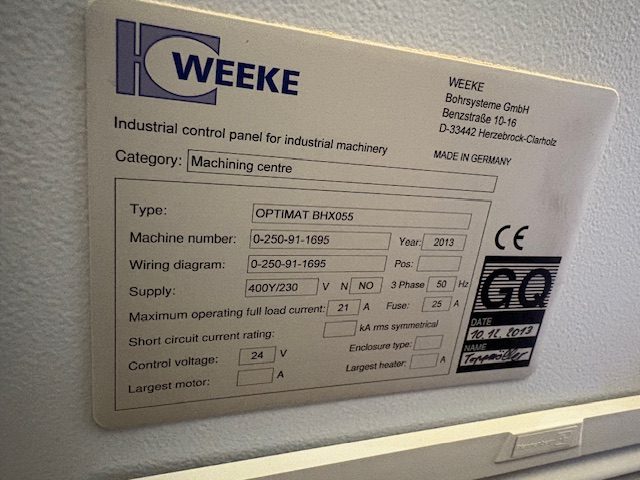 WEEKE
WEEKE
Bohrsysteme GmbH
Benzstraße 10-16
D-33442 Herzebrock-Clarholz
Industrial control panel for industrial machinery
MADE IN GERMANY
Category: Machining centre
Type: OPTIMAT BHX055
Machine number: 0-250-91-1695 Year: 2013
Wiring diagram: 0-250-91-1695 Pos:
Supply: 400Y/230 V N NO 3 Phase 50 Hz
Maximum operating full load current: 21 A Fuse: 25 A
Short circuit current rating: kA rms symmetrical
Control voltage: 24 V Enclosure type:
Largest motor: A Largest heater: A
CE
GQ
DATE
10.12.2013
NAME